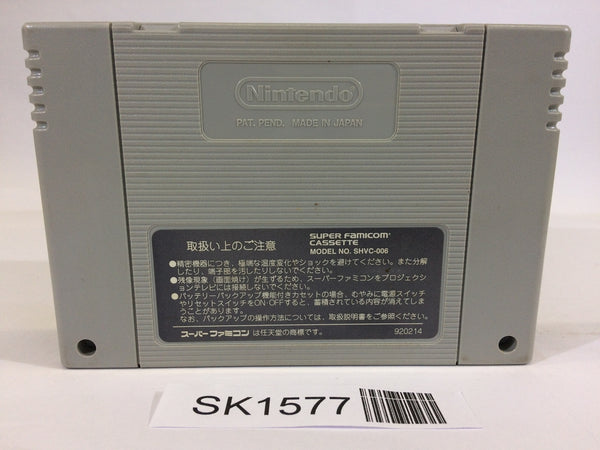 Nintendo
PAT. PEND. MADE IN JAPAN
取扱い上のご注意
SUPER FAMICOM
CASSETTE
MODEL NO. SHVC-006
●精密機器につき、極端な温度変化やショックを避けてください。また分解
したり、端子部を汚したりしないでください。
●残像現象（画面焼け）が生ずるため、スーパーファミコンをプロジェクシ
ョンテレビには接続しないでください。
●バッテリーバックアップ機能付きカセットの場合、むやみに電源スイッチ
やリセットスイッチをON OFFすると、蓄積されている内容が消えてしま
うことがあります。
なお、バックアップの操作方法については、取扱説明書をご参照ください。
スーパーファミコン は任天堂の商標です。
920214
SK1577